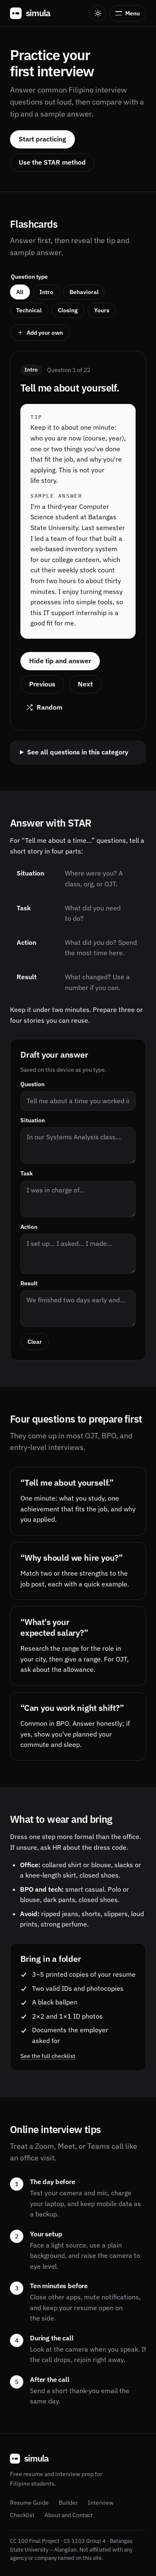 simula
Menu
Practice your
first interview
Answer common Filipino interview
questions out loud, then compare with a
tip and a sample answer.
Start practicing
Use the STAR method
Flashcards
Answer first, then reveal the tip and
sample answer.
Question type
All Intro Behavioral
Technical Closing Yours
+ Add your own
Intro Question 1 of 22
Tell me about yourself.
TIP
Keep it to about one minute:
who you are now (course, year),
one or two things you've done
that fit the job, and why you're
applying. This is not your
life story.
SAMPLE ANSWER
I'm a third-year Computer
Science student at Batangas
State University. Last semester
I led a team of four that built a
web-based inventory system
for our college canteen, which
cut their weekly stock count
from two hours to about thirty
minutes. I enjoy turning messy
processes into simple tools, so
this IT support internship is a
good fit for me.
Hide tip and answer
Previous Next
Random
See all questions in this category
Answer with STAR
For “Tell me about a time…” questions, tell a
short story in four parts:
Situation Where were you? A
class, org, or OJT.
Task What did you need
to do?
Action What did you do? Spend
the most time here.
Result What changed? Use a
number if you can.
Keep it under two minutes. Prepare three or
four stories you can reuse.
Draft your answer
Saved on this device as you type.
Question
Tell me about a time you worked
Situation
In our Systems Analysis class…
Task
I was in charge of…
Action
I set up… I asked… I made…
Result
We finished two days early and…
Clear
Four questions to prepare first
They come up in most OJT, BPO, and
entry-level interviews.
“Tell me about yourself.”
One minute: what you study, one
achievement that fits the job, and why
you applied.
“Why should we hire you?”
Match two or three strengths to the
job post, each with a quick example.
“What's your
expected salary?”
Research the range for the role in
your city, then give a range. For OJT,
ask about the allowance.
“Can you work night shift?”
Common in BPO. Answer honestly; if
yes, show you've planned your
commute and sleep.
What to wear and bring
Dress one step more formal than the office.
If unsure, ask HR about the dress code.
• Office: collared shirt or blouse, slacks or
a knee-length skirt, closed shoes.
• BPO and tech: smart casual. Polo or
blouse, dark pants, closed shoes.
• Avoid: ripped jeans, shorts, slippers, loud
prints, strong perfume.
Bring in a folder
3–5 printed copies of your resume
Two valid IDs and photocopies
A black ballpen
2×2 and 1×1 ID photos
Documents the employer
asked for
See the full checklist
Online interview tips
Treat a Zoom, Meet, or Teams call like
an office visit.
1 The day before
Test your camera and mic, charge
your laptop, and keep mobile data as
a backup.
2 Your setup
Face a light source, use a plain
background, and raise the camera to
eye level.
3 Ten minutes before
Close other apps, mute notifications,
and keep your resume open on
the side.
4 During the call
Look at the camera when you speak. If
the call drops, rejoin right away.
5 After the call
Send a short thank-you email the
same day.
simula
Free resume and interview prep for
Filipino students.
Resume Guide Builder Interview
Checklist About and Contact
CC 100 Final Project · CS 1103 Group 4 · Batangas
State University – Alangilan. Not affiliated with any
agency or company named on this site.